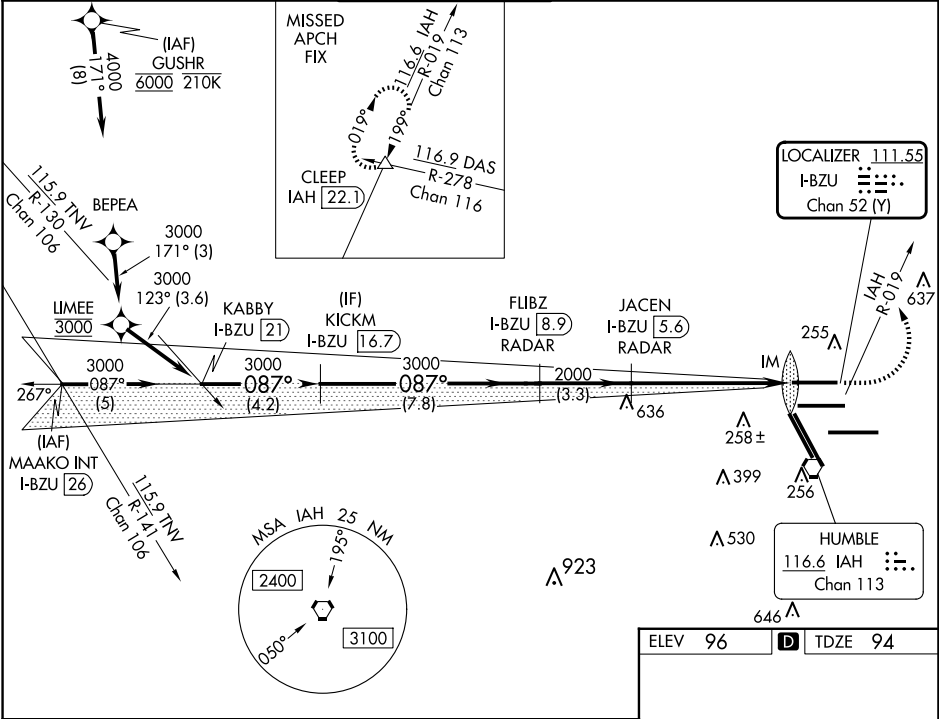 (IAF)
GUSHR
6000 210K
4000
171°
(8)
MISSED
APCH
FIX
116.6 IAH
R-019
Chan 113
019°
199°
116.9 DAS
R-278
Chan 116
CLEEP
IAH 22.1
LOCALIZER 111.55
I-BZU
Chan 52 (Y)
115.9 TNV
R-130
Chan 106
BEPEA
3000
171° (3)
3000
123° (3.6)
LIMEE
3000
KABBY
I-BZU 21
(IF)
KICKM
I-BZU 16.7
FLIBZ
I-BZU 8.9
RADAR
JACEN
I-BZU 5.6
RADAR
IAH
R-019
637
255
IM
267°
3000
087°
(5)
3000
087°
(4.2)
3000
087°
(7.8)
2000
(3.3)
636
258 ±
399
256
530
923
646
(IAF)
MAAKO INT
I-BZU 26
115.9 TNV
R-141
Chan 106
MSA IAH 25 NM
195°
2400
3100
050°
HUMBLE
116.6 IAH
Chan 113
ELEV 96 D TDZE 94